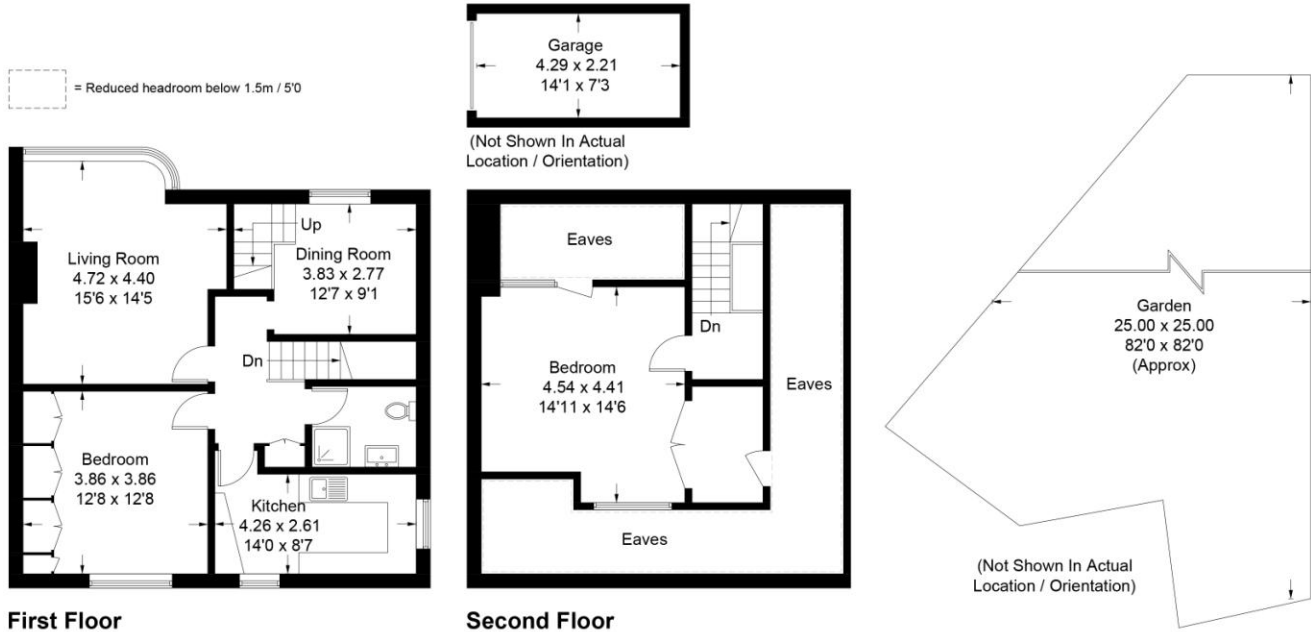 = Reduced headroom below 1.5m / 5'0
Garage
4.29 x 2.21
14'1 x 7'3
(Not Shown In Actual
Location / Orientation)
Living Room
4.72 x 4.40
15'6 x 14'5
Up
Dining Room
3.83 x 2.77
12'7 x 9'1
Dn
Bedroom
3.86 x 3.86
12'8 x 12'8
Kitchen
4.26 x 2.61
14'0 x 8'7
First Floor
Eaves
Dn
Bedroom
4.54 x 4.41
14'11 x 14'6
Eaves
Eaves
Second Floor
Garden
25.00 x 25.00
82'0 x 82'0
(Approx)
(Not Shown In Actual
Location / Orientation)